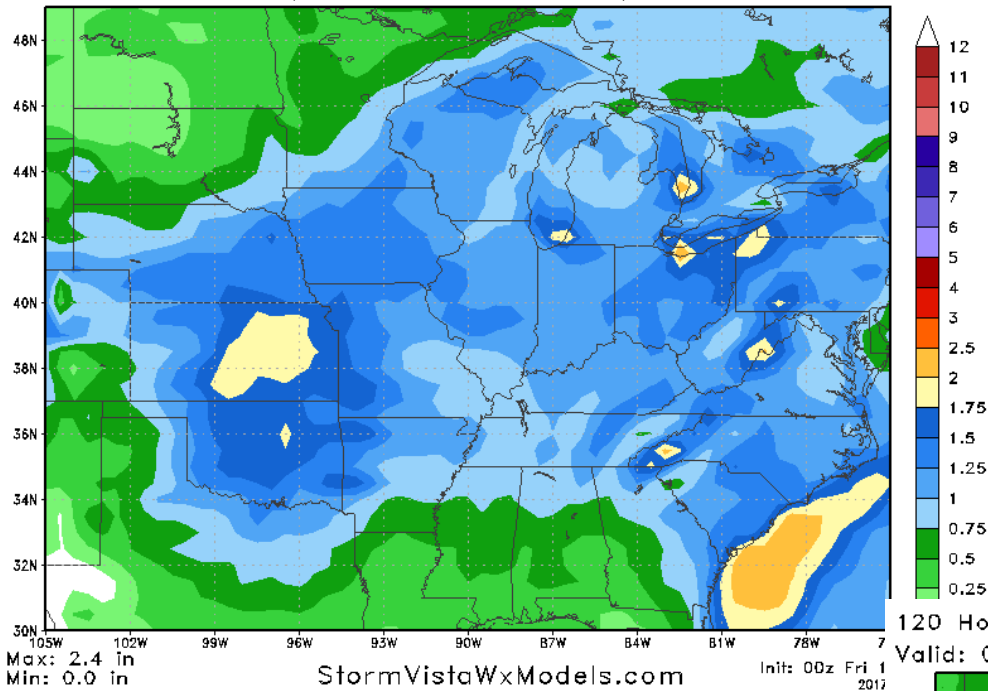 48N
46N
44N
42N
40N
38N
36N
34N
32N
30N
105W 102W 99W 96W 93W 90W 87W 84W 81W 78W 7
12
11
10
9
8
7
6
5
4
3
2.5
2
1.75
1.5
1.25
1
0.75
0.5
0.25
120 Ho
Valid: 0
Max: 2.4 in
Min: 0.0 in
StormVistaWxModels.com
Init: 00z Fri 1
2017